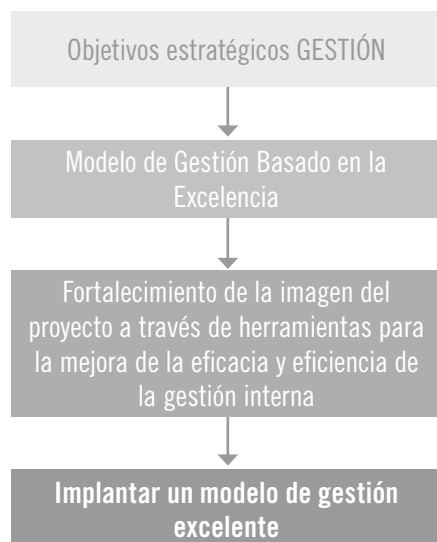 Objetivos estratégicos GESTIÓN
Modelo de Gestión Basado en la
Excelencia
Fortalecimiento de la imagen del
proyecto a través de herramientas para
la mejora de la eficacia y eficiencia de
la gestión interna
Implantar un modelo de gestión
excelente